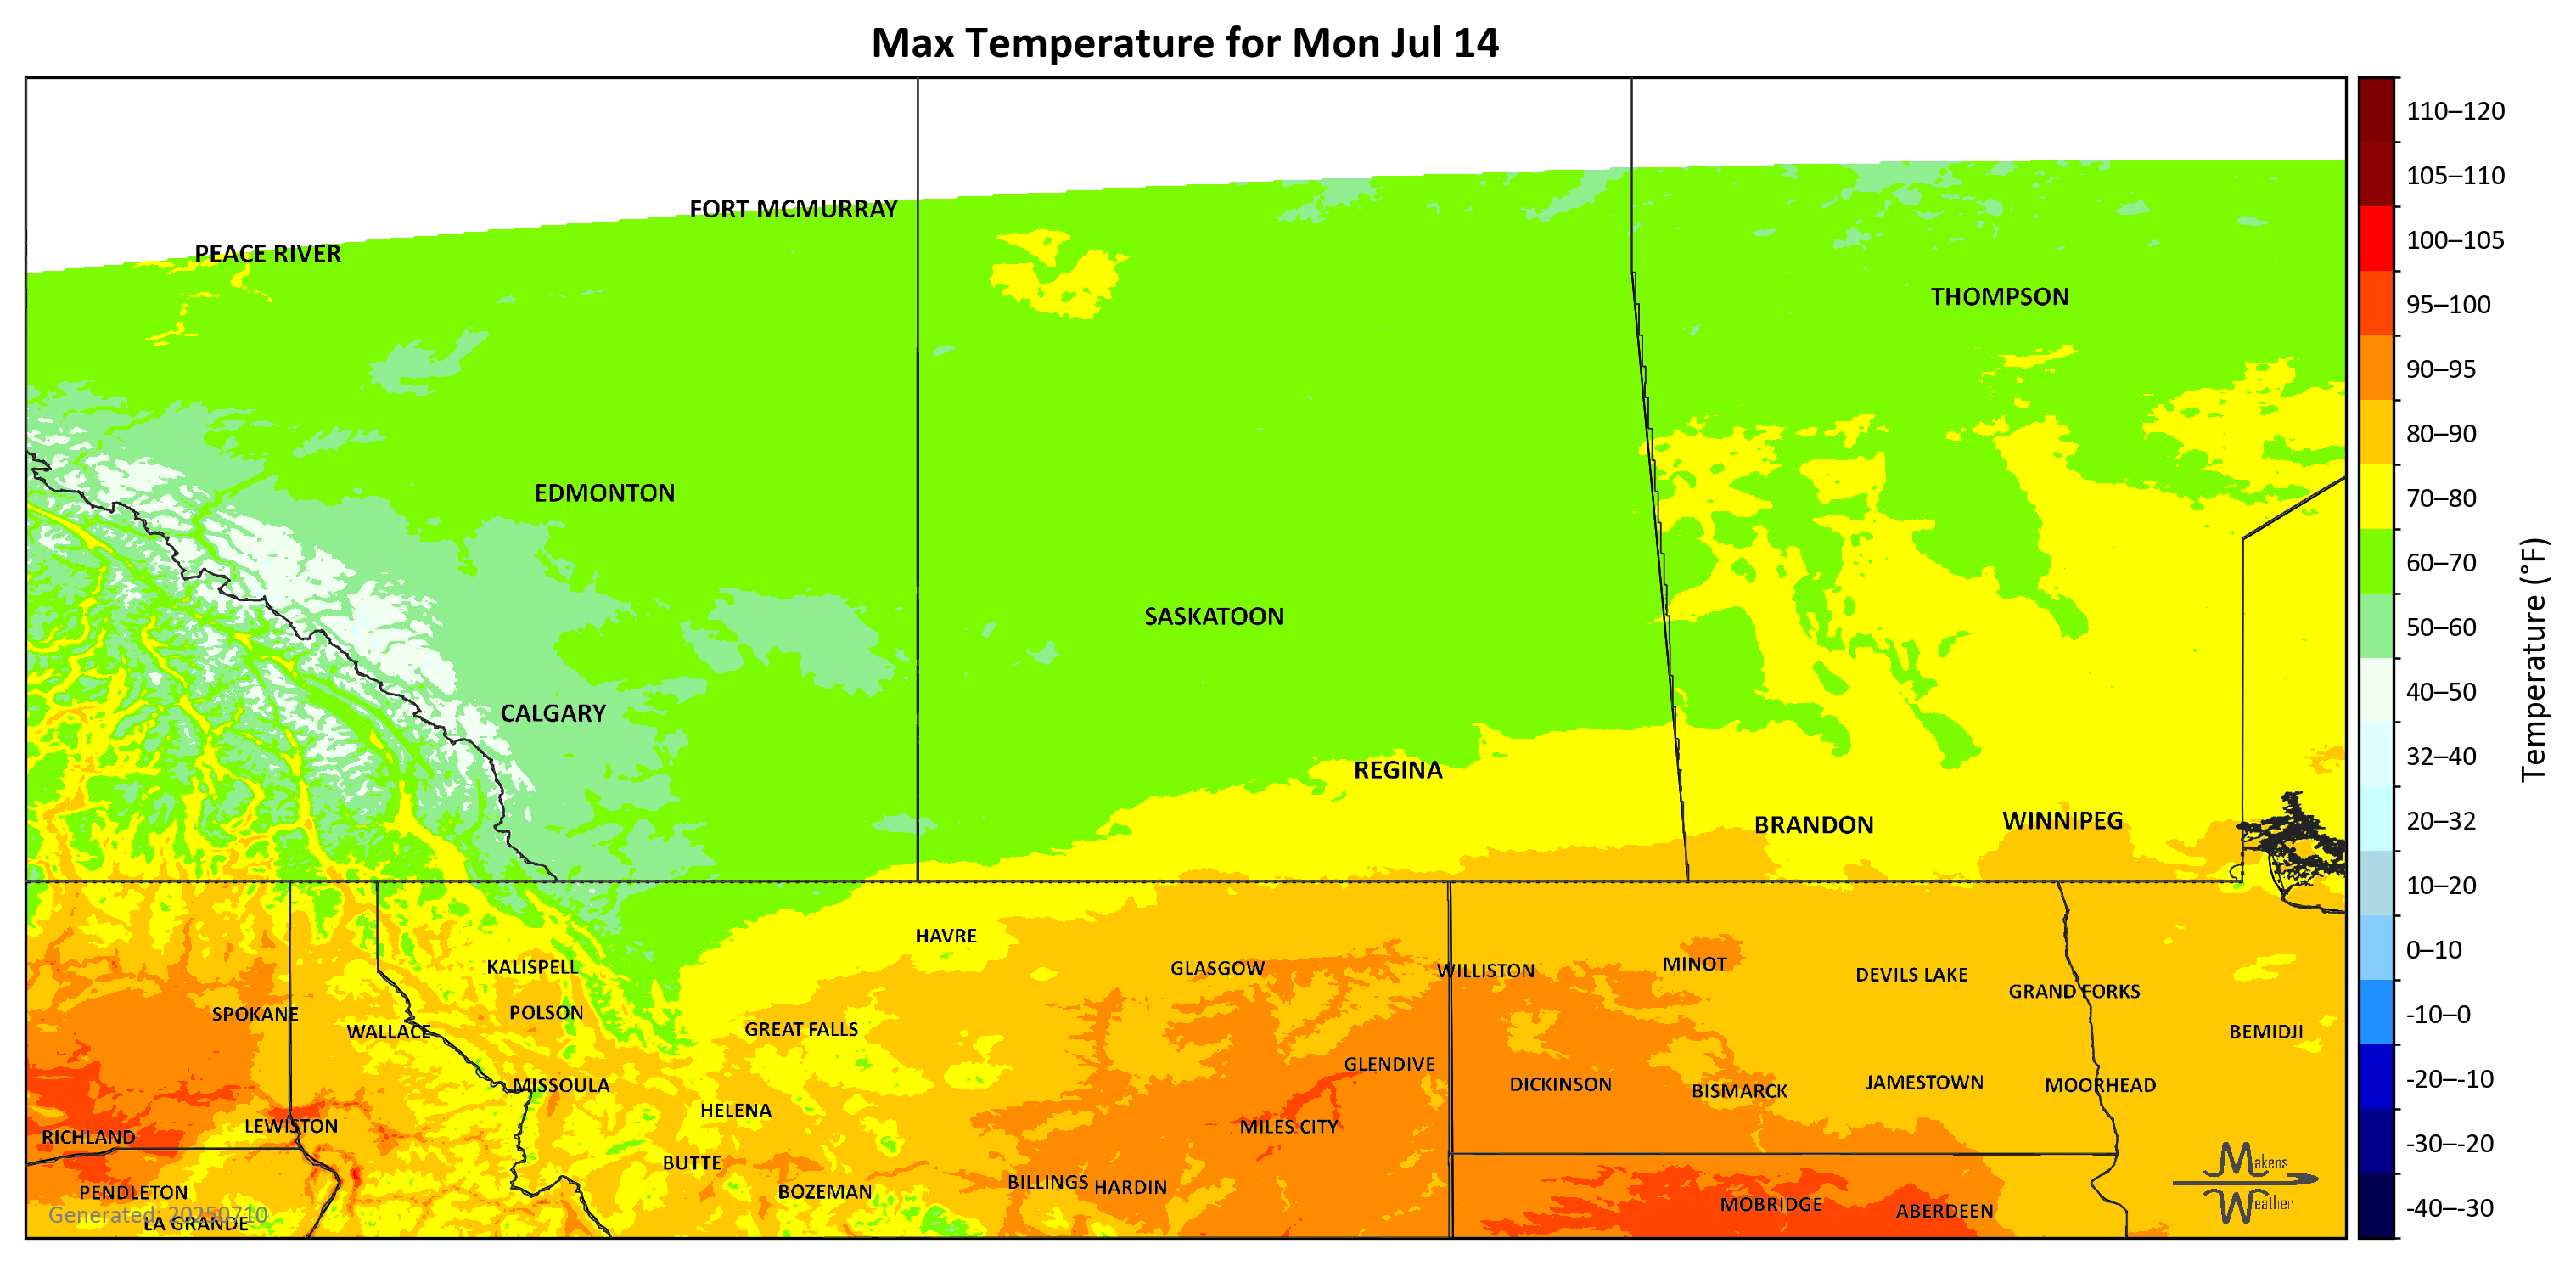 Max Temperature for Mon Jul 14
FORT MCMURRAY
PEACE RIVER
THOMPSON
EDMONTON
SASKATOON
CALGARY
REGINA
BRANDON
WINNIPEG
HAVRE
KALISPELL
GLASGOW
WILLISTON
MINOT
DEVILS LAKE
GRAND FORKS
SPOKANE
POLSON
WALLACE
GREAT FALLS
BEMIDJI
GLENDIVE
MISSOULA
DICKINSON
BISMARCK
JAMESTOWN
MOORHEAD
HELENA
LEWISTON
MILES CITY
RICHLAND
BUTTE
BILLINGS
HARDIN
PENDLETON
BOZEMAN
MOBRIDGE
ABERDEEN
Generated: 20250710
LA GRANDE
Makens
Weather
110–120
105–110
100–105
95–100
90–95
80–90
70–80
60–70
50–60
40–50
32–40
20–32
10–20
0–10
-10–0
-20–-10
-30–-20
-40–-30
Temperature (°F)